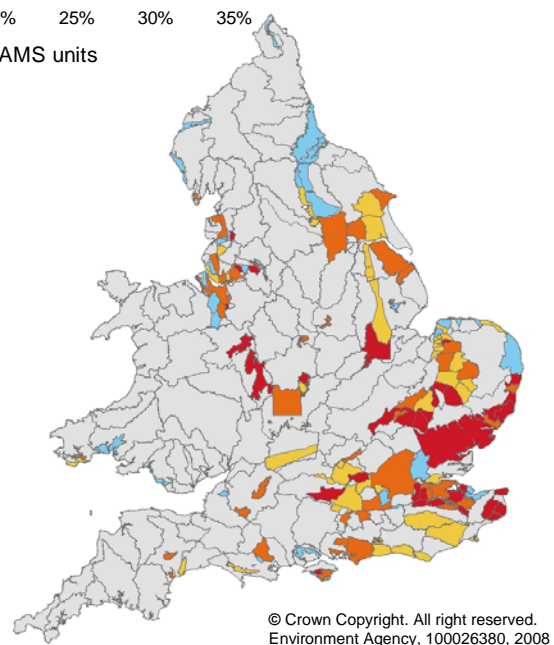 % 25% 30% 35%
AMS units
© Crown Copyright. All right reserved.
Environment Agency, 100026380, 2008